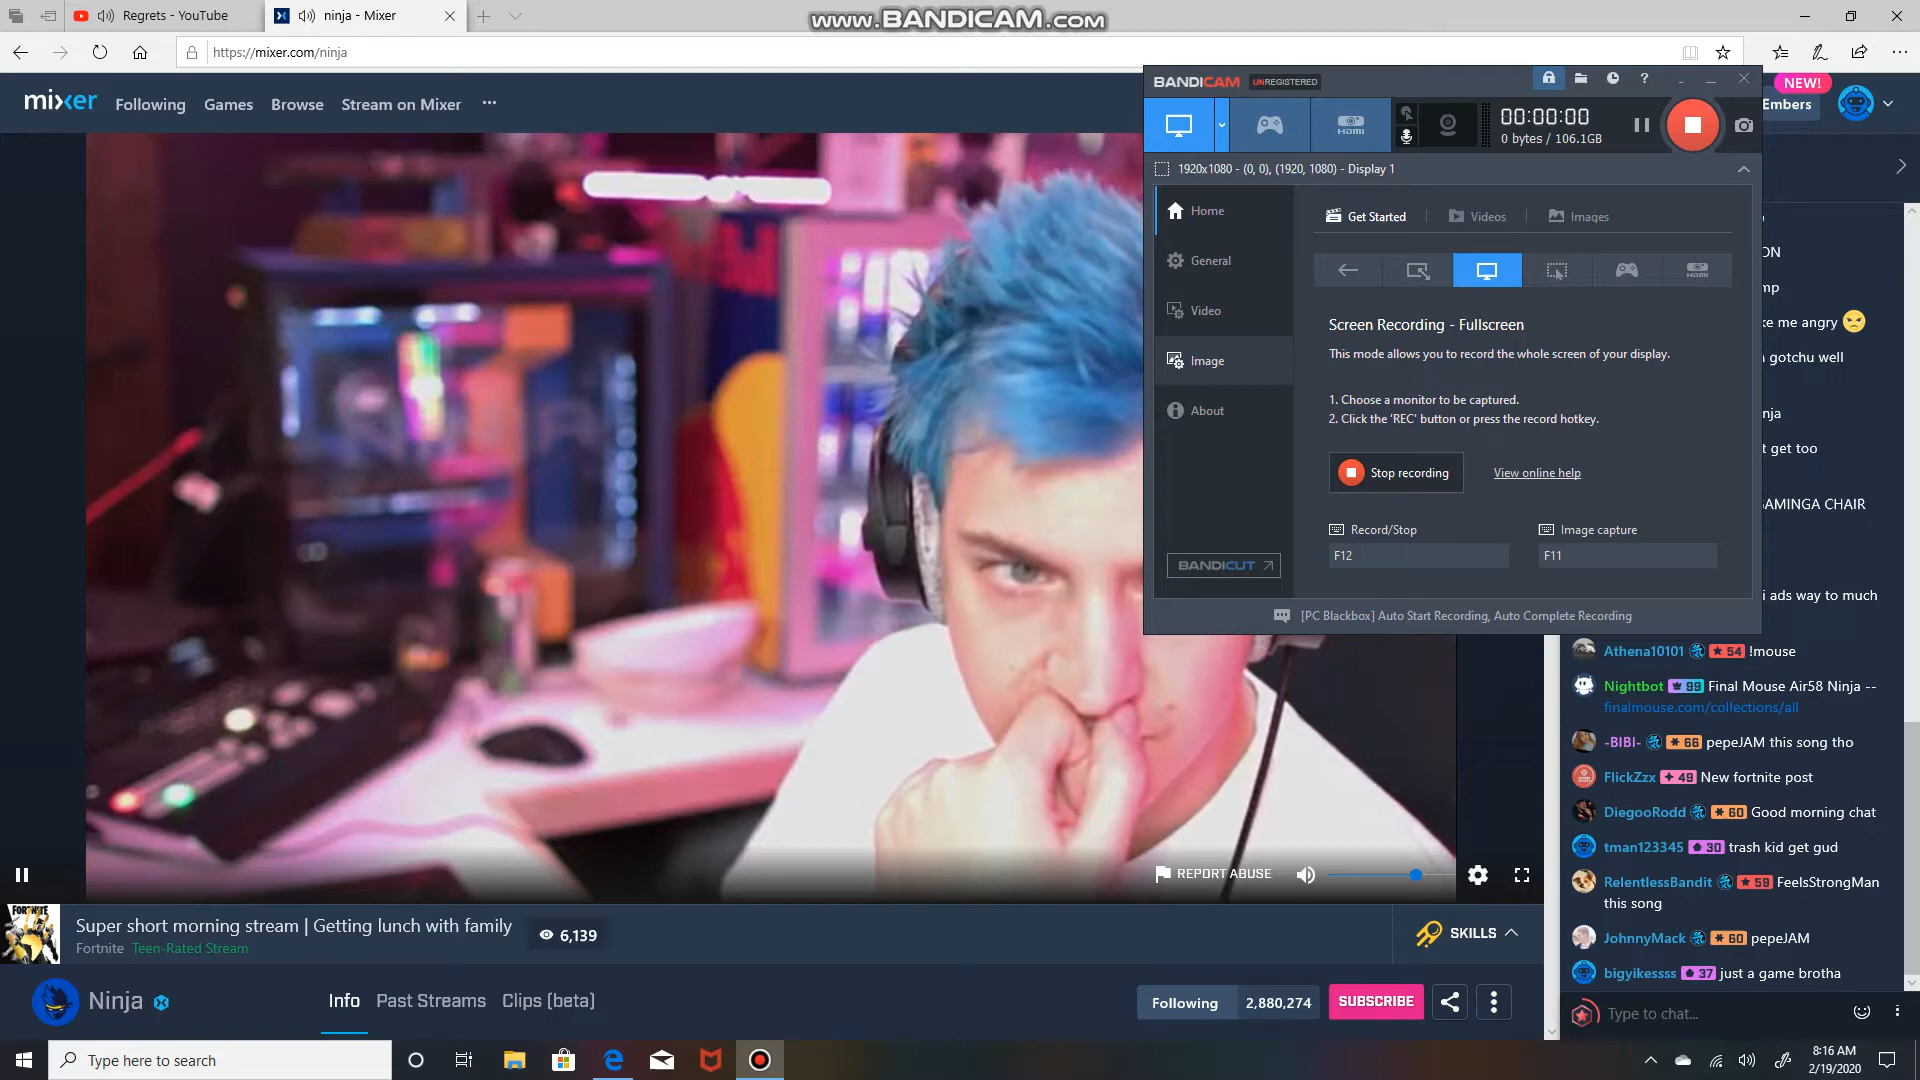 Regrets - YouTube
ninja - Mixer
www.BANDICAM.com
https://mixer.com/ninja
mixer
Following
Games
Browse
Stream on Mixer
NEW!
Embers
BANDICAM
UNREGISTERED
HDMI
00:00:00
0 bytes / 106.1GB
1920x1080 - (0, 0), (1920, 1080) - Display 1
Home
General
Video
Image
About
BANDICUT
Get Started
Videos
Images
HDMI
Screen Recording - Fullscreen
This mode allows you to record the whole screen of your display.
1. Choose a monitor to be captured.
2. Click the 'REC' button or press the record hotkey.
Stop recording
View online help
Record/Stop
Image capture
F12
F11
[PC Blackbox] Auto Start Recording, Auto Complete Recording
ON
mp
ke me angry
gotchu well
nja
t get too
GAMINGA CHAIR
i ads way to much
Athena10101 54 !mouse
Nightbot 99 Final Mouse Air58 Ninja --
finalmouse.com/collections/all
-BIBI- 66 pepeJAM this song tho
FlickZzx 49 New fortnite post
DiegooRodd 60 Good morning chat
tman123345 30 trash kid get gud
RelentlessBandit 59 FeelsStrongMan
this song
JohnnyMack 60 pepeJAM
bigyikessss 37 just a game brotha
Type to chat...
REPORT ABUSE
FORTNITE
Super short morning stream | Getting lunch with family
6,139
Fortnite Teen-Rated Stream
SKILLS
Ninja
Info
Past Streams
Clips (beta)
Following 2,880,274
SUBSCRIBE
Type here to search
8:16 AM
2/19/2020